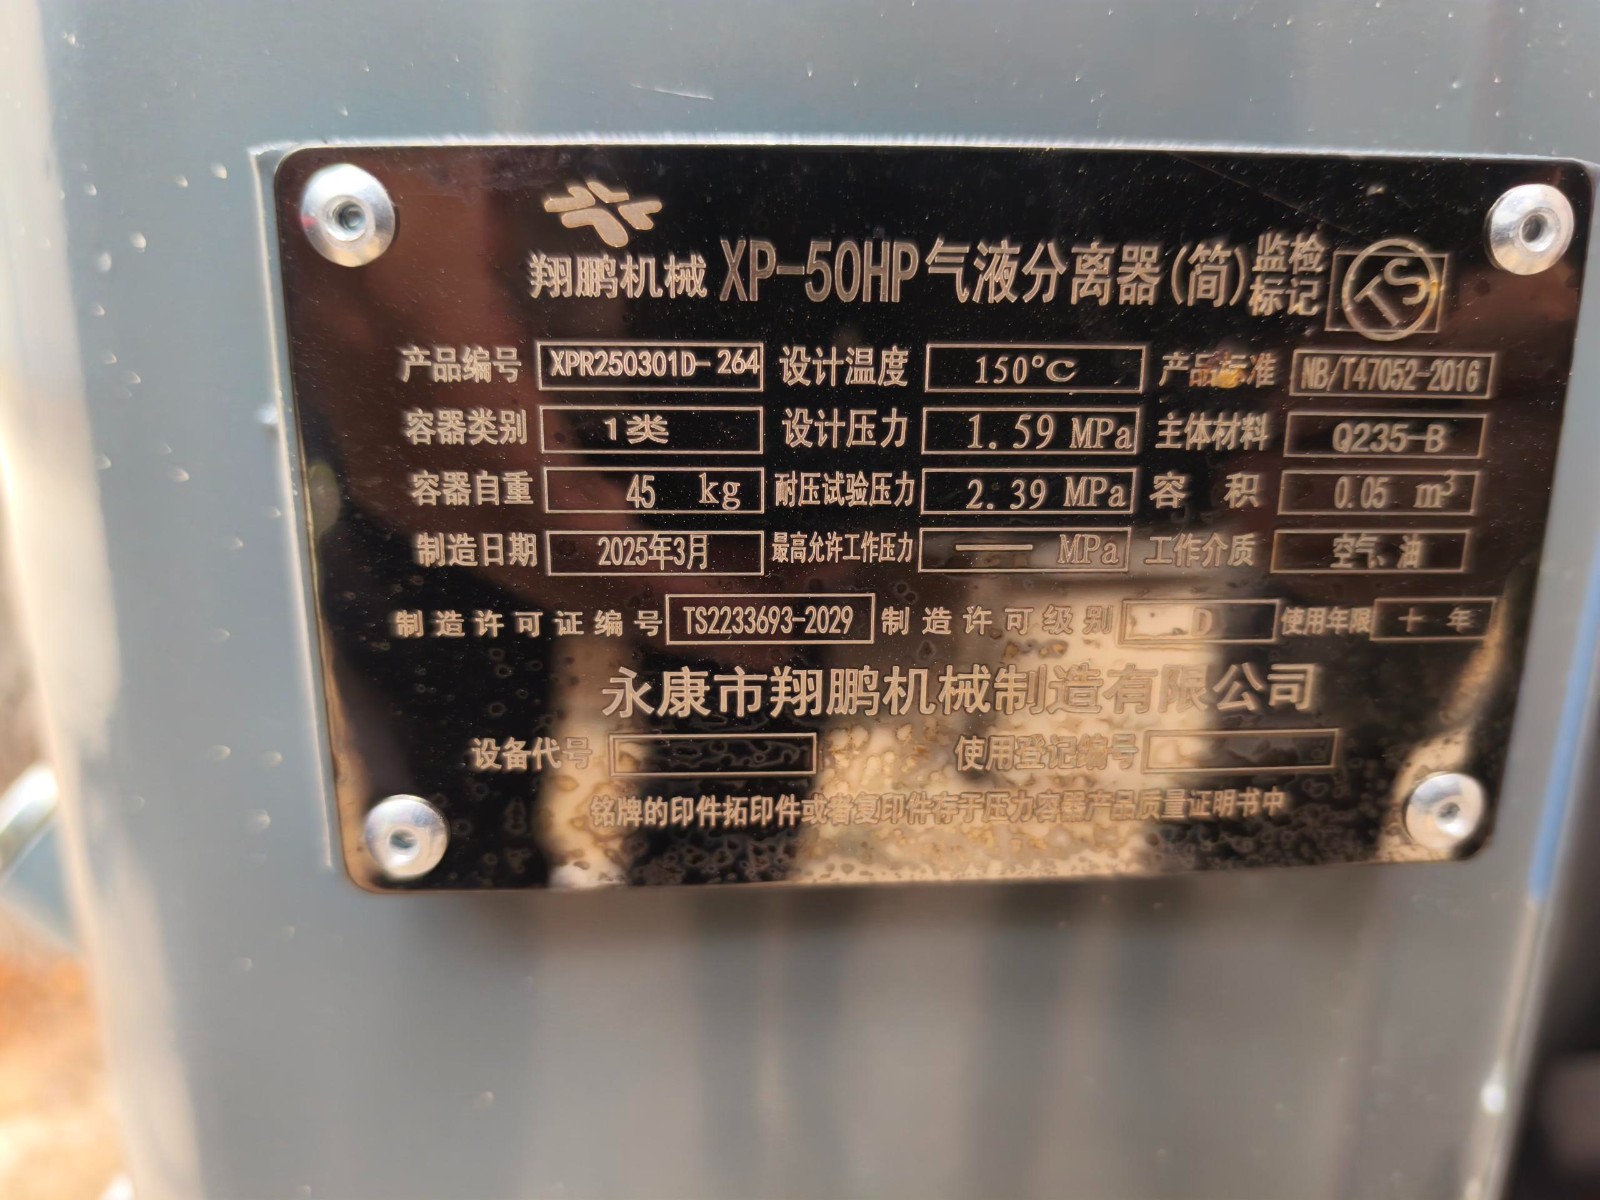 翔鹏机械 XP-50HP 气液分离器(简) 监检标记 TS
产品编号 XPR250301D-264 设计温度 150℃ 产品标准 NB/T47052-2016
容器类别 1类 设计压力 1.59 MPa 主体材料 Q235-B
容器自重 45 kg 耐压试验压力 2.39 MPa 容积 0.05 m³
制造日期 2025年3月 最高允许工作压力 — MPa 工作介质 空气、油
制造许可证编号 TS2233693-2029 制造许可级别 D 使用年限 十年
永康市翔鹏机械制造有限公司
设备代号 使用登记编号
铭牌的印件拓印件或者复印件存于压力容器产品质量证明书中